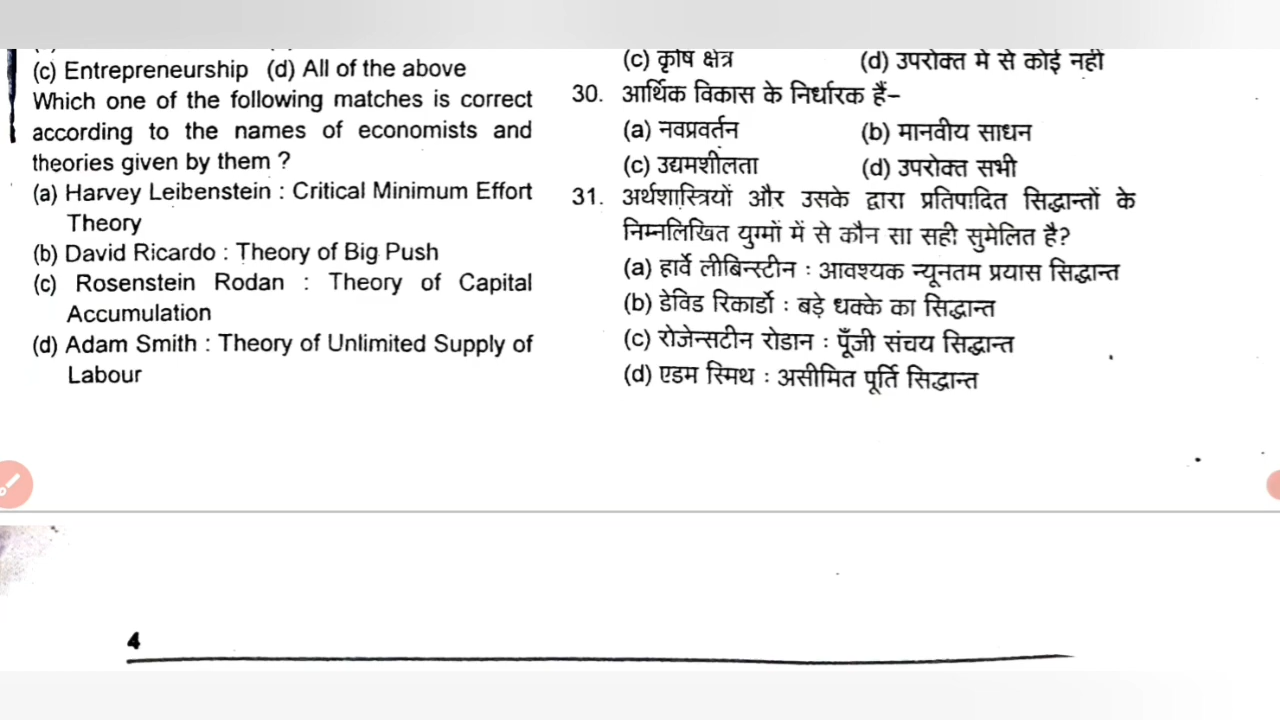 (c) Entrepreneurship (d) All of the above
Which one of the following matches is correct
according to the names of economists and
theories given by them ?
(a) Harvey Leibenstein : Critical Minimum Effort
Theory
(b) David Ricardo : Theory of Big Push
(c) Rosenstein Rodan : Theory of Capital
Accumulation
(d) Adam Smith : Theory of Unlimited Supply of
Labour
(c) कृषि क्षेत्र (d) उपरोक्त में से कोई नहीं
30. आर्थिक विकास के निर्धारक हैं–
(a) नवप्रवर्तन (b) मानवीय साधन
(c) उद्यमशीलता (d) उपरोक्त सभी
31. अर्थशास्त्रियों और उसके द्वारा प्रतिपादित सिद्धान्तों के
निम्नलिखित युग्मों में से कौन सा सही सुमेलित है?
(a) हार्वे लीबिन्स्टीन : आवश्यक न्यूनतम प्रयास सिद्धान्त
(b) डेविड रिकार्डो : बड़े धक्के का सिद्धान्त
(c) रोजेन्सटीन रोडान : पूँजी संचय सिद्धान्त
(d) एडम स्मिथ : असीमित पूर्ति सिद्धान्त
4